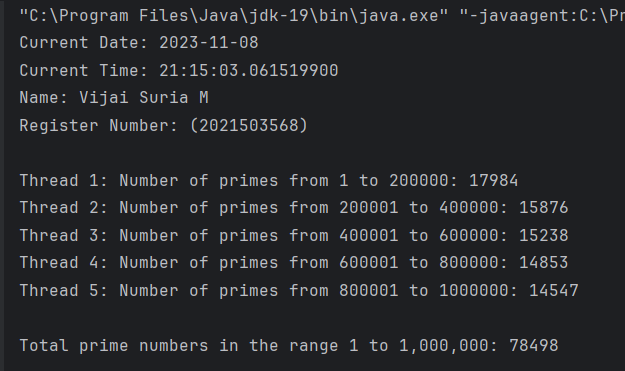 "C:\Program Files\Java\jdk-19\bin\java.exe" "-javaagent:C:\Pr
Current Date: 2023-11-08
Current Time: 21:15:03.061519900
Name: Vijai Suria M
Register Number: (2021503568)
Thread 1: Number of primes from 1 to 200000: 17984
Thread 2: Number of primes from 200001 to 400000: 15876
Thread 3: Number of primes from 400001 to 600000: 15238
Thread 4: Number of primes from 600001 to 800000: 14853
Thread 5: Number of primes from 800001 to 1000000: 14547
Total prime numbers in the range 1 to 1,000,000: 78498